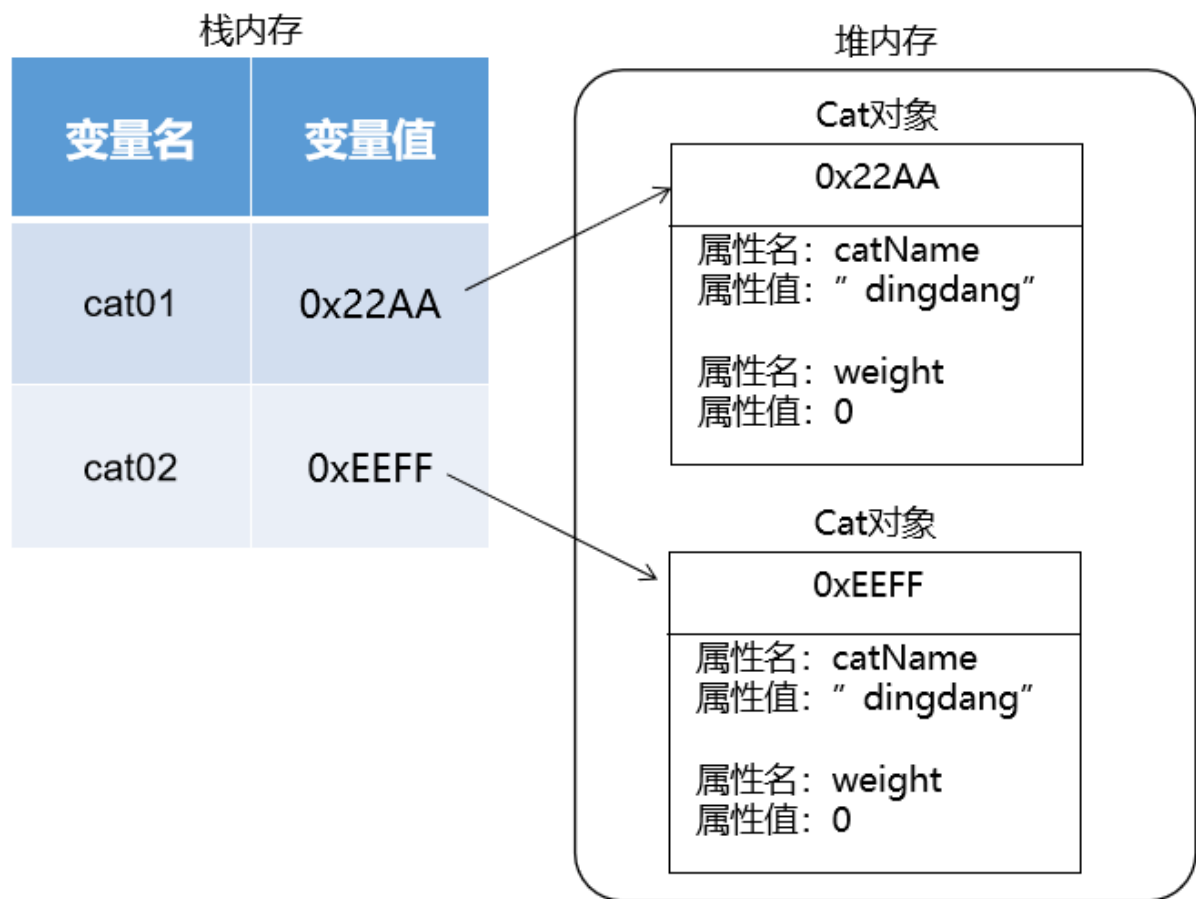 栈内存
变量名 变量值
cat01 0x22AA
cat02 0xEEFF
堆内存
Cat对象
0x22AA
属性名：catName
属性值：”dingdang”
属性名：weight
属性值：0
Cat对象
0xEEFF
属性名：catName
属性值：”dingdang”
属性名：weight
属性值：0